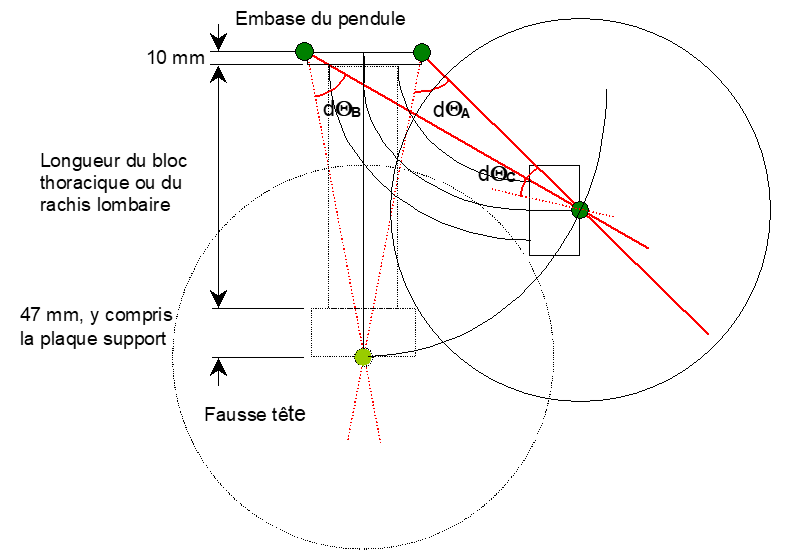 Embase du pendule
10 mm
dΘB
dΘA
Longueur du bloc
thoracique ou du
rachis lombaire
dΘC
47 mm, y compris
la plaque support
Fausse tête